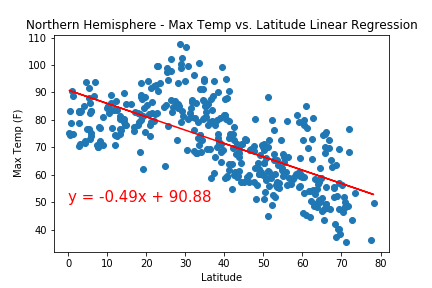 Northern Hemisphere - Max Temp vs. Latitude Linear Regression
110
100
90
80
70
60
50
40
Max Temp (F)
y = -0.49x + 90.88
0 10 20 30 40 50 60 70 80
Latitude